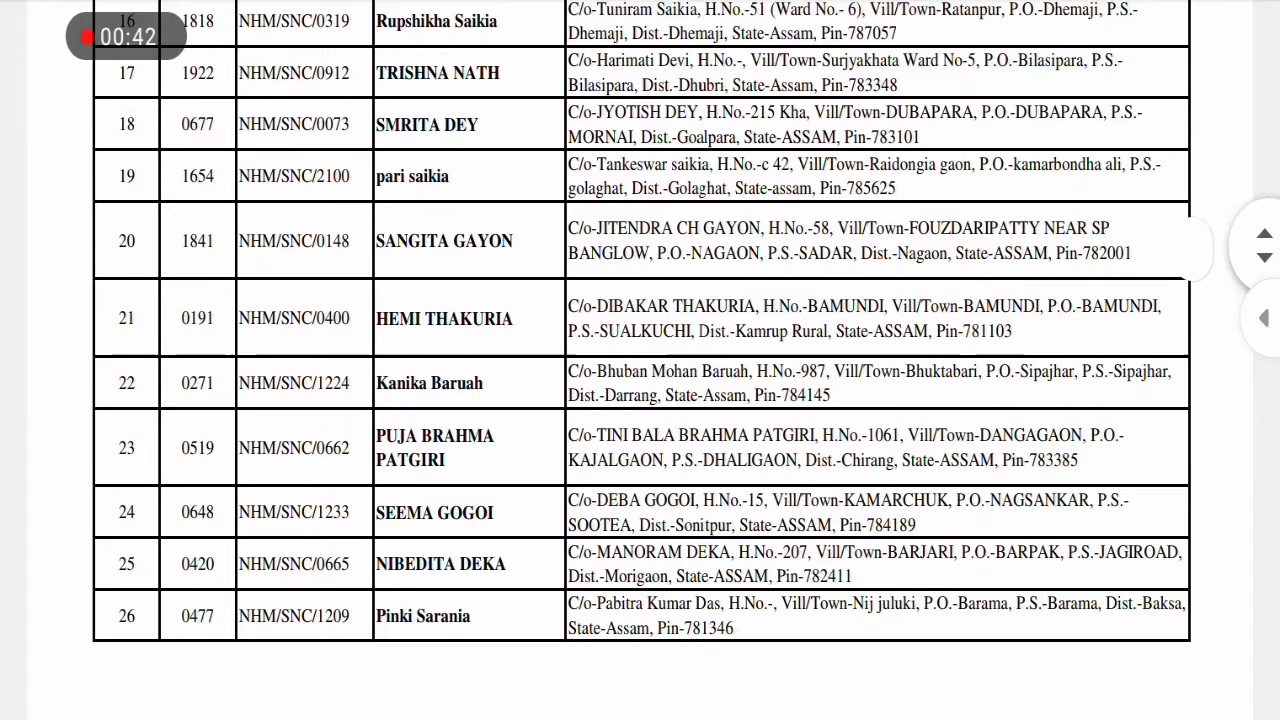 16 1818 NHM/SNC/0319 Rupshikha Saikia C/o-Tuniram Saikia, H.No.-51 (Ward No.- 6), Vill/Town-Ratanpur, P.O.-Dhemaji, P.S.-
Dhemaji, Dist.-Dhemaji, State-Assam, Pin-787057
00:42
17 1922 NHM/SNC/0912 TRISHNA NATH C/o-Harimati Devi, H.No.-, Vill/Town-Surjyakhata Ward No-5, P.O.-Bilasipara, P.S.-
Bilasipara, Dist.-Dhubri, State-Assam, Pin-783348
18 0677 NHM/SNC/0073 SMRITA DEY C/o-JYOTISH DEY, H.No.-215 Kha, Vill/Town-DUBAPARA, P.O.-DUBAPARA, P.S.-
MORNAI, Dist.-Goalpara, State-ASSAM, Pin-783101
19 1654 NHM/SNC/2100 pari saikia C/o-Tankeswar saikia, H.No.-c 42, Vill/Town-Raidongia gaon, P.O.-kamarbondha ali, P.S.-
golaghat, Dist.-Golaghat, State-assam, Pin-785625
20 1841 NHM/SNC/0148 SANGITA GAYON C/o-JITENDRA CH GAYON, H.No.-58, Vill/Town-FOUZDARIPATTY NEAR SP
BANGLOW, P.O.-NAGAON, P.S.-SADAR, Dist.-Nagaon, State-ASSAM, Pin-782001
21 0191 NHM/SNC/0400 HEMI THAKURIA C/o-DIBAKAR THAKURIA, H.No.-BAMUNDI, Vill/Town-BAMUNDI, P.O.-BAMUNDI,
P.S.-SUALKUCHI, Dist.-Kamrup Rural, State-ASSAM, Pin-781103
22 0271 NHM/SNC/1224 Kanika Baruah C/o-Bhuban Mohan Baruah, H.No.-987, Vill/Town-Bhuktabari, P.O.-Sipajhar, P.S.-Sipajhar,
Dist.-Darrang, State-Assam, Pin-784145
23 0519 NHM/SNC/0662 PUJA BRAHMA PATGIRI C/o-TINI BALA BRAHMA PATGIRI, H.No.-1061, Vill/Town-DANGAGAON, P.O.-
KAJALGAON, P.S.-DHALIGAON, Dist.-Chirang, State-ASSAM, Pin-783385
24 0648 NHM/SNC/1233 SEEMA GOGOI C/o-DEBA GOGOI, H.No.-15, Vill/Town-KAMARCHUK, P.O.-NAGSANKAR, P.S.-
SOOTEA, Dist.-Sonitpur, State-ASSAM, Pin-784189
25 0420 NHM/SNC/0665 NIBEDITA DEKA C/o-MANORAM DEKA, H.No.-207, Vill/Town-BARJARI, P.O.-BARPAK, P.S.-JAGIROAD,
Dist.-Morigaon, State-ASSAM, Pin-782411
26 0477 NHM/SNC/1209 Pinki Sarania C/o-Pabitra Kumar Das, H.No.-, Vill/Town-Nij juluki, P.O.-Barama, P.S.-Barama, Dist.-Baksa,
State-Assam, Pin-781346